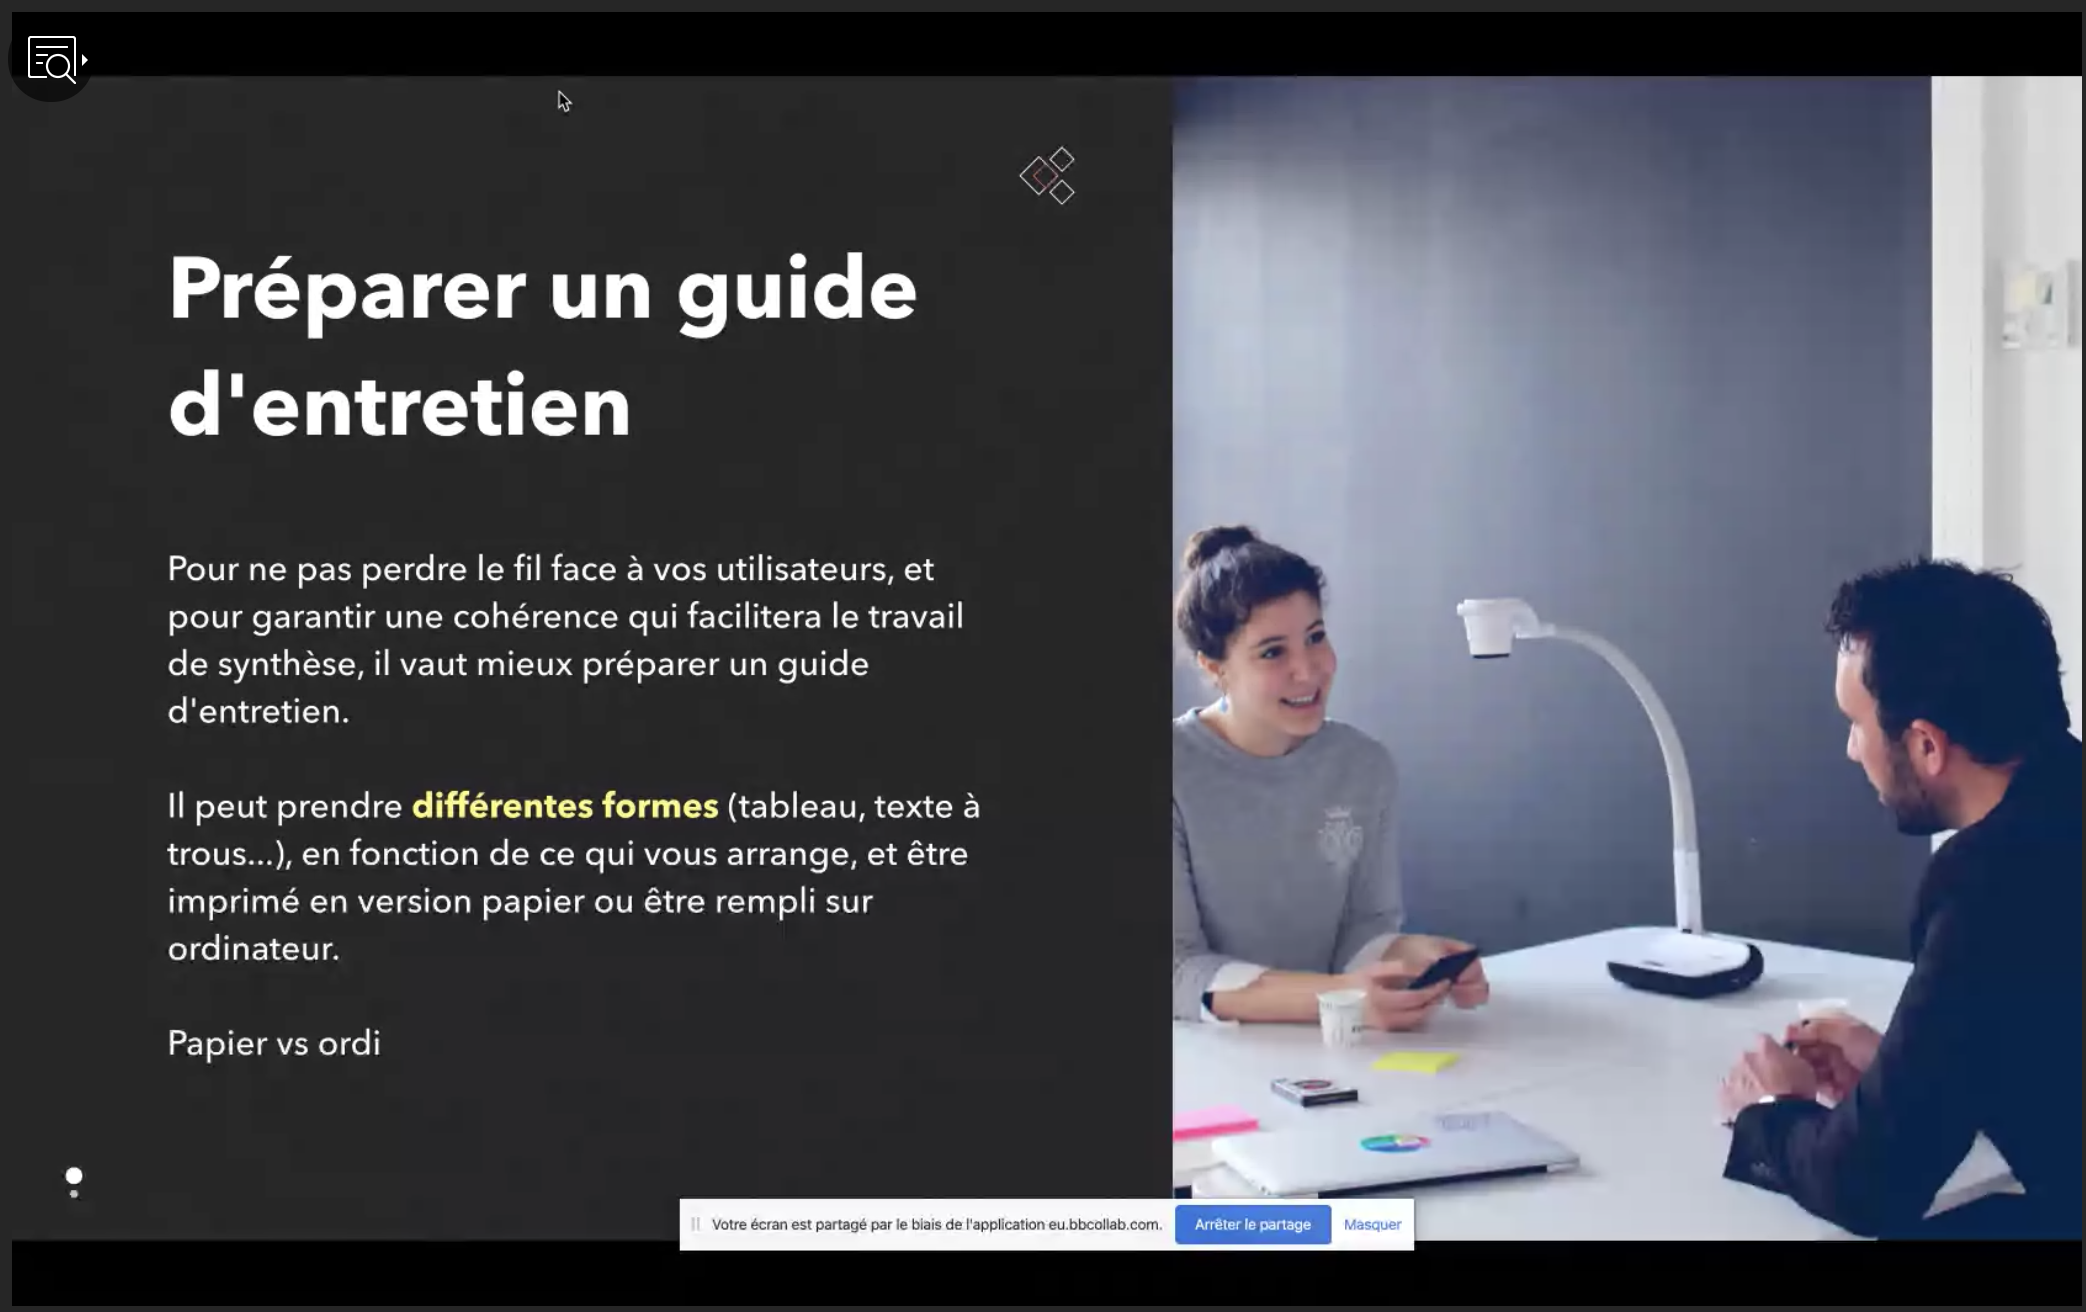 Préparer un guide
d'entretien
Pour ne pas perdre le fil face à vos utilisateurs, et
pour garantir une cohérence qui facilitera le travail
de synthèse, il vaut mieux préparer un guide
d'entretien.
Il peut prendre différentes formes (tableau, texte à
trous...), en fonction de ce qui vous arrange, et être
imprimé en version papier ou être rempli sur
ordinateur.
Papier vs ordi
Votre écran est partagé par le biais de l'application eu.bbcollab.com.
Arrêter le partage
Masquer